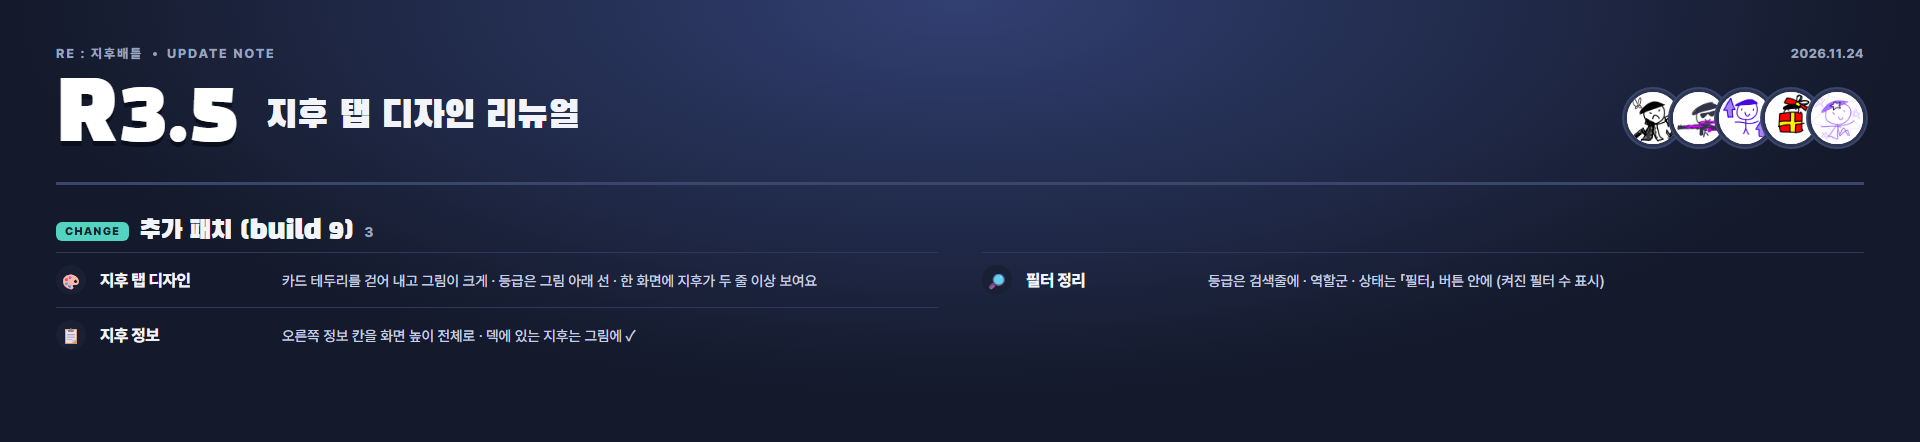 RE : 지후배틀 • UPDATE NOTE
2026.11.24
R3.5 지후 탭 디자인 리뉴얼
CHANGE 추가 패치 (build 9) 3
지후 탭 디자인 카드 테두리를 걷어 내고 그림이 크게 · 등급은 그림 아래 선 · 한 화면에 지후가 두 줄 이상 보여요
필터 정리 등급은 검색줄에 · 역할군 · 상태는 「필터」 버튼 안에 (켜진 필터 수 표시)
지후 정보 오른쪽 정보 칸을 화면 높이 전체로 · 덱에 있는 지후는 그림에 ✓